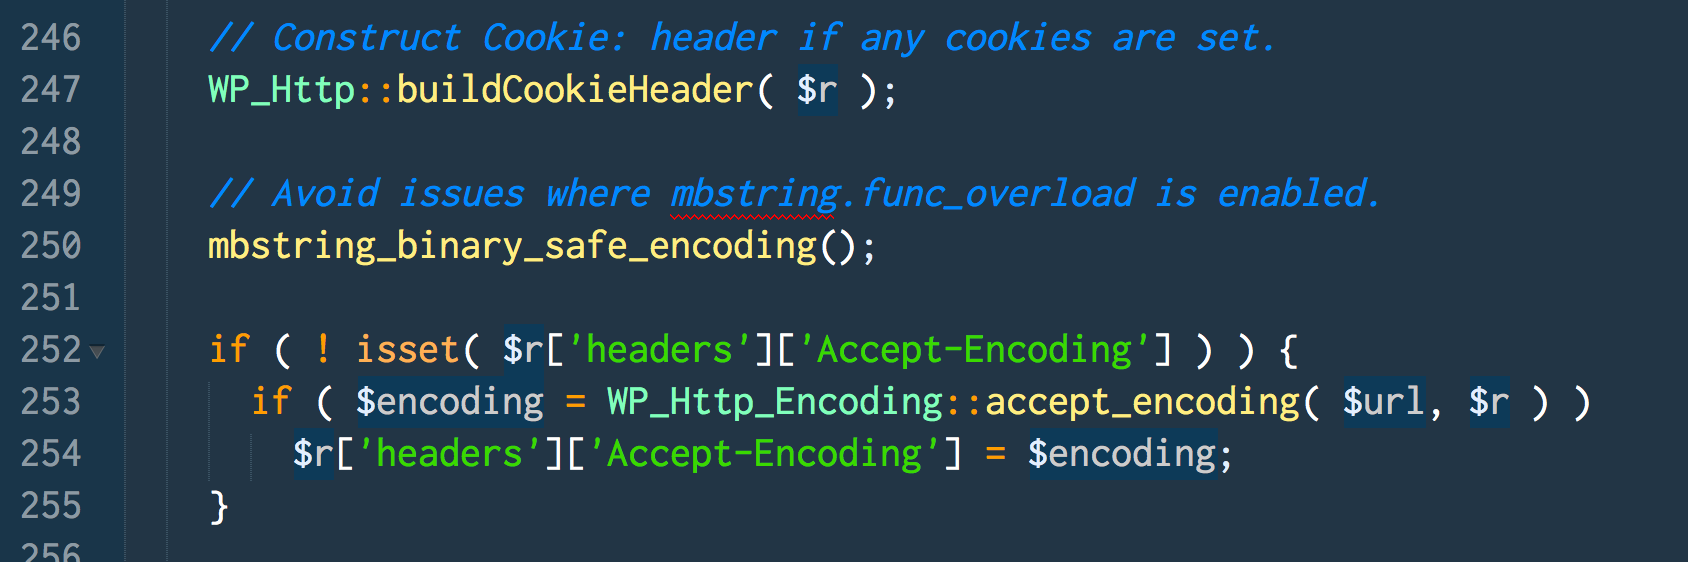 246 // Construct Cookie: header if any cookies are set.
247 WP_Http::buildCookieHeader( $r );
248
249 // Avoid issues where mbstring.func_overload is enabled.
250 mbstring_binary_safe_encoding();
251
252 if ( ! isset( $r['headers']['Accept-Encoding'] ) ) {
253 if ( $encoding = WP_Http_Encoding::accept_encoding( $url, $r ) )
254 $r['headers']['Accept-Encoding'] = $encoding;
255 }
256